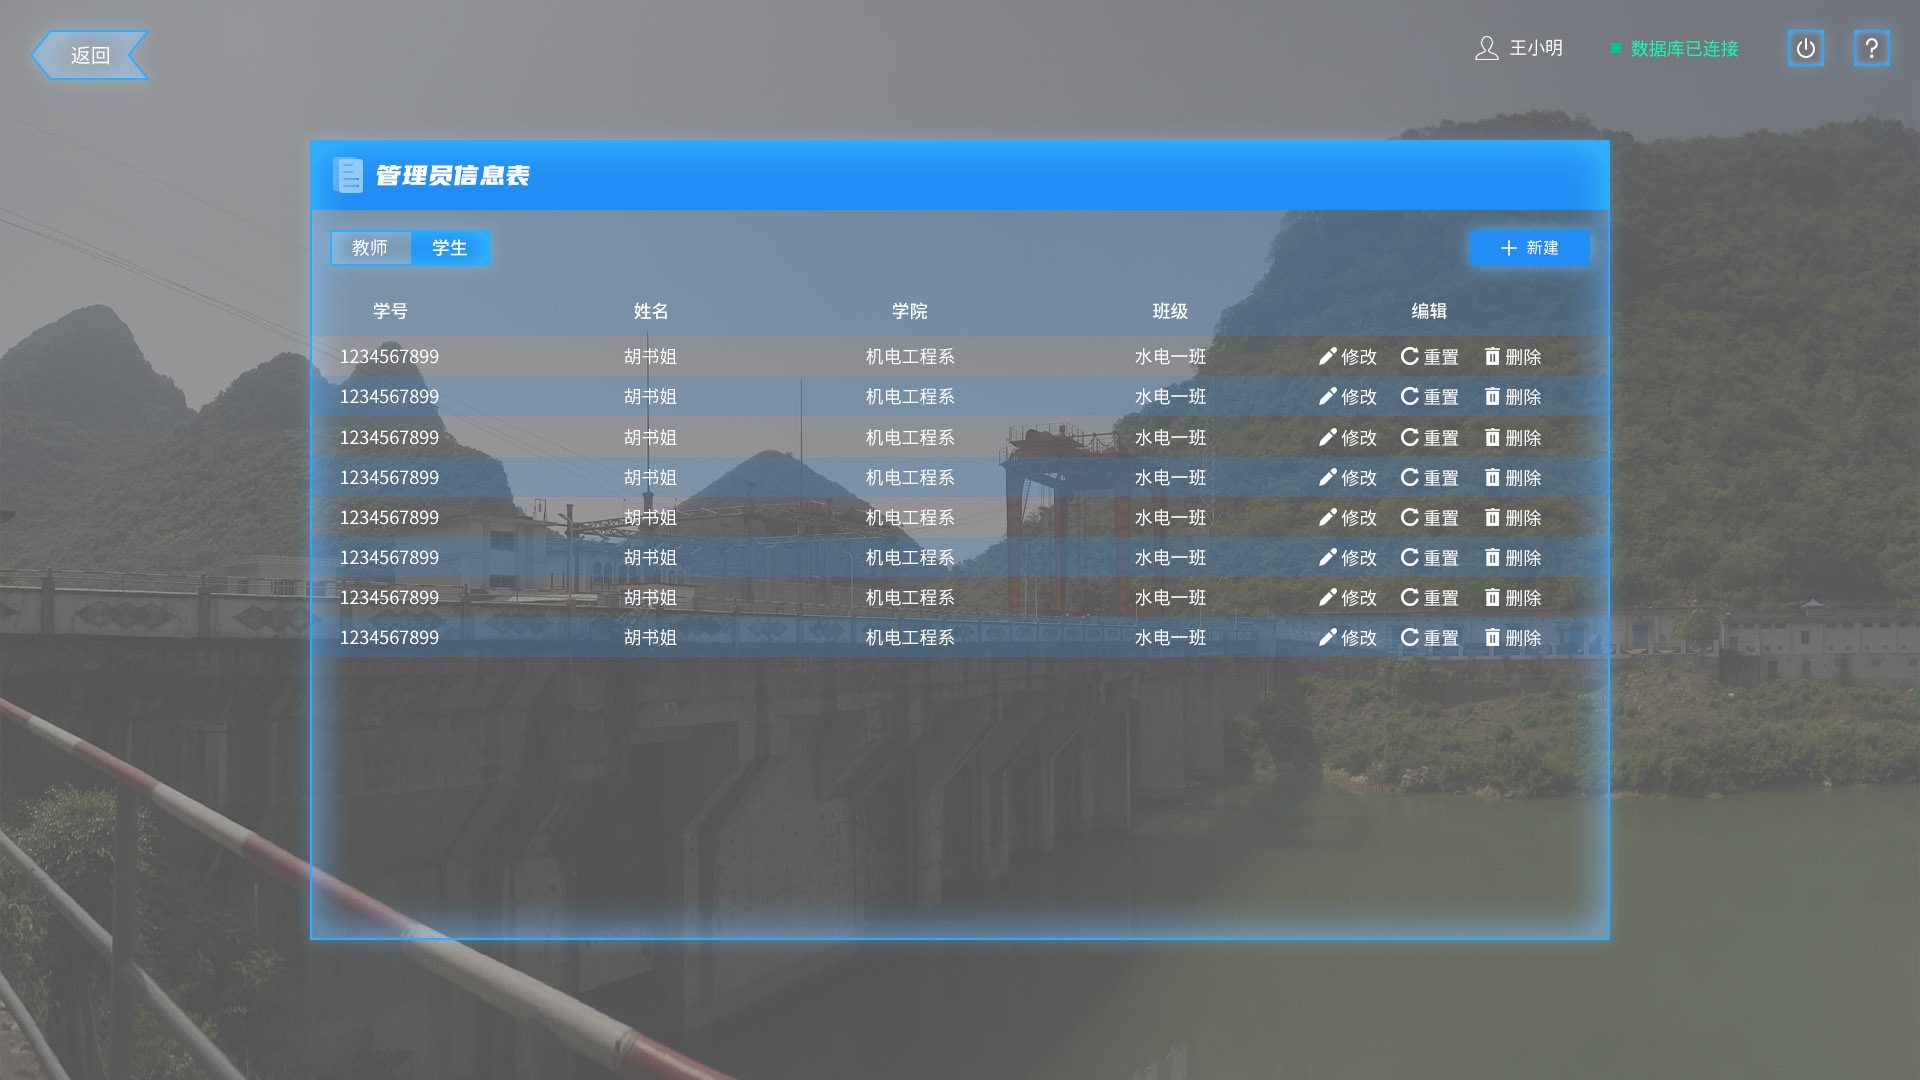 返回
王小明
数据库已连接
?
管理员信息表
教师 学生
新建
学号 姓名 学院 班级 编辑
1234567899 胡书姐 机电工程系 水电一班 修改 重置 删除
1234567899 胡书姐 机电工程系 水电一班 修改 重置 删除
1234567899 胡书姐 机电工程系 水电一班 修改 重置 删除
1234567899 胡书姐 机电工程系 水电一班 修改 重置 删除
1234567899 胡书姐 机电工程系 水电一班 修改 重置 删除
1234567899 胡书姐 机电工程系 水电一班 修改 重置 删除
1234567899 胡书姐 机电工程系 水电一班 修改 重置 删除
1234567899 胡书姐 机电工程系 水电一班 修改 重置 删除